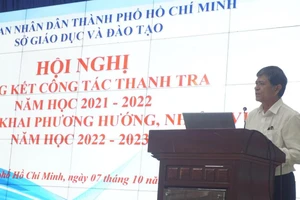 AN NHÂN DÂN THÀNH PHỐ HỒ CHÍ MINH
SỞ GIÁO DỤC VÀ ĐÀO TẠO
HỘI NGHỊ
KẾT CÔNG TÁC THANH TRA
NĂM HỌC 2021 - 2022
KHAI PHƯƠNG HƯỚNG,
NĂM HỌC 2022 - 2023
Hồ Chí Minh, ngày 07 tháng 10